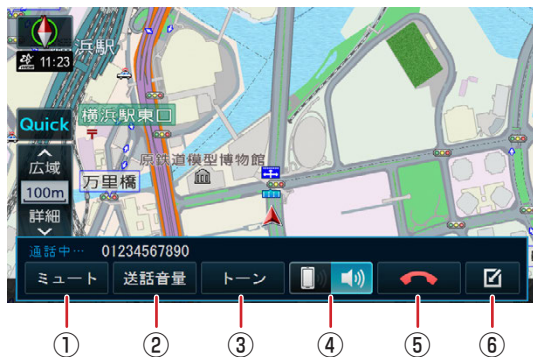 浜駅
11:23
Quick
横浜駅東口
広域
原鉄道模型博物館
100m
万里橋
詳細
通話中… 01234567890
ミュート 送話音量 トーン
① ② ③ ④ ⑤ ⑥